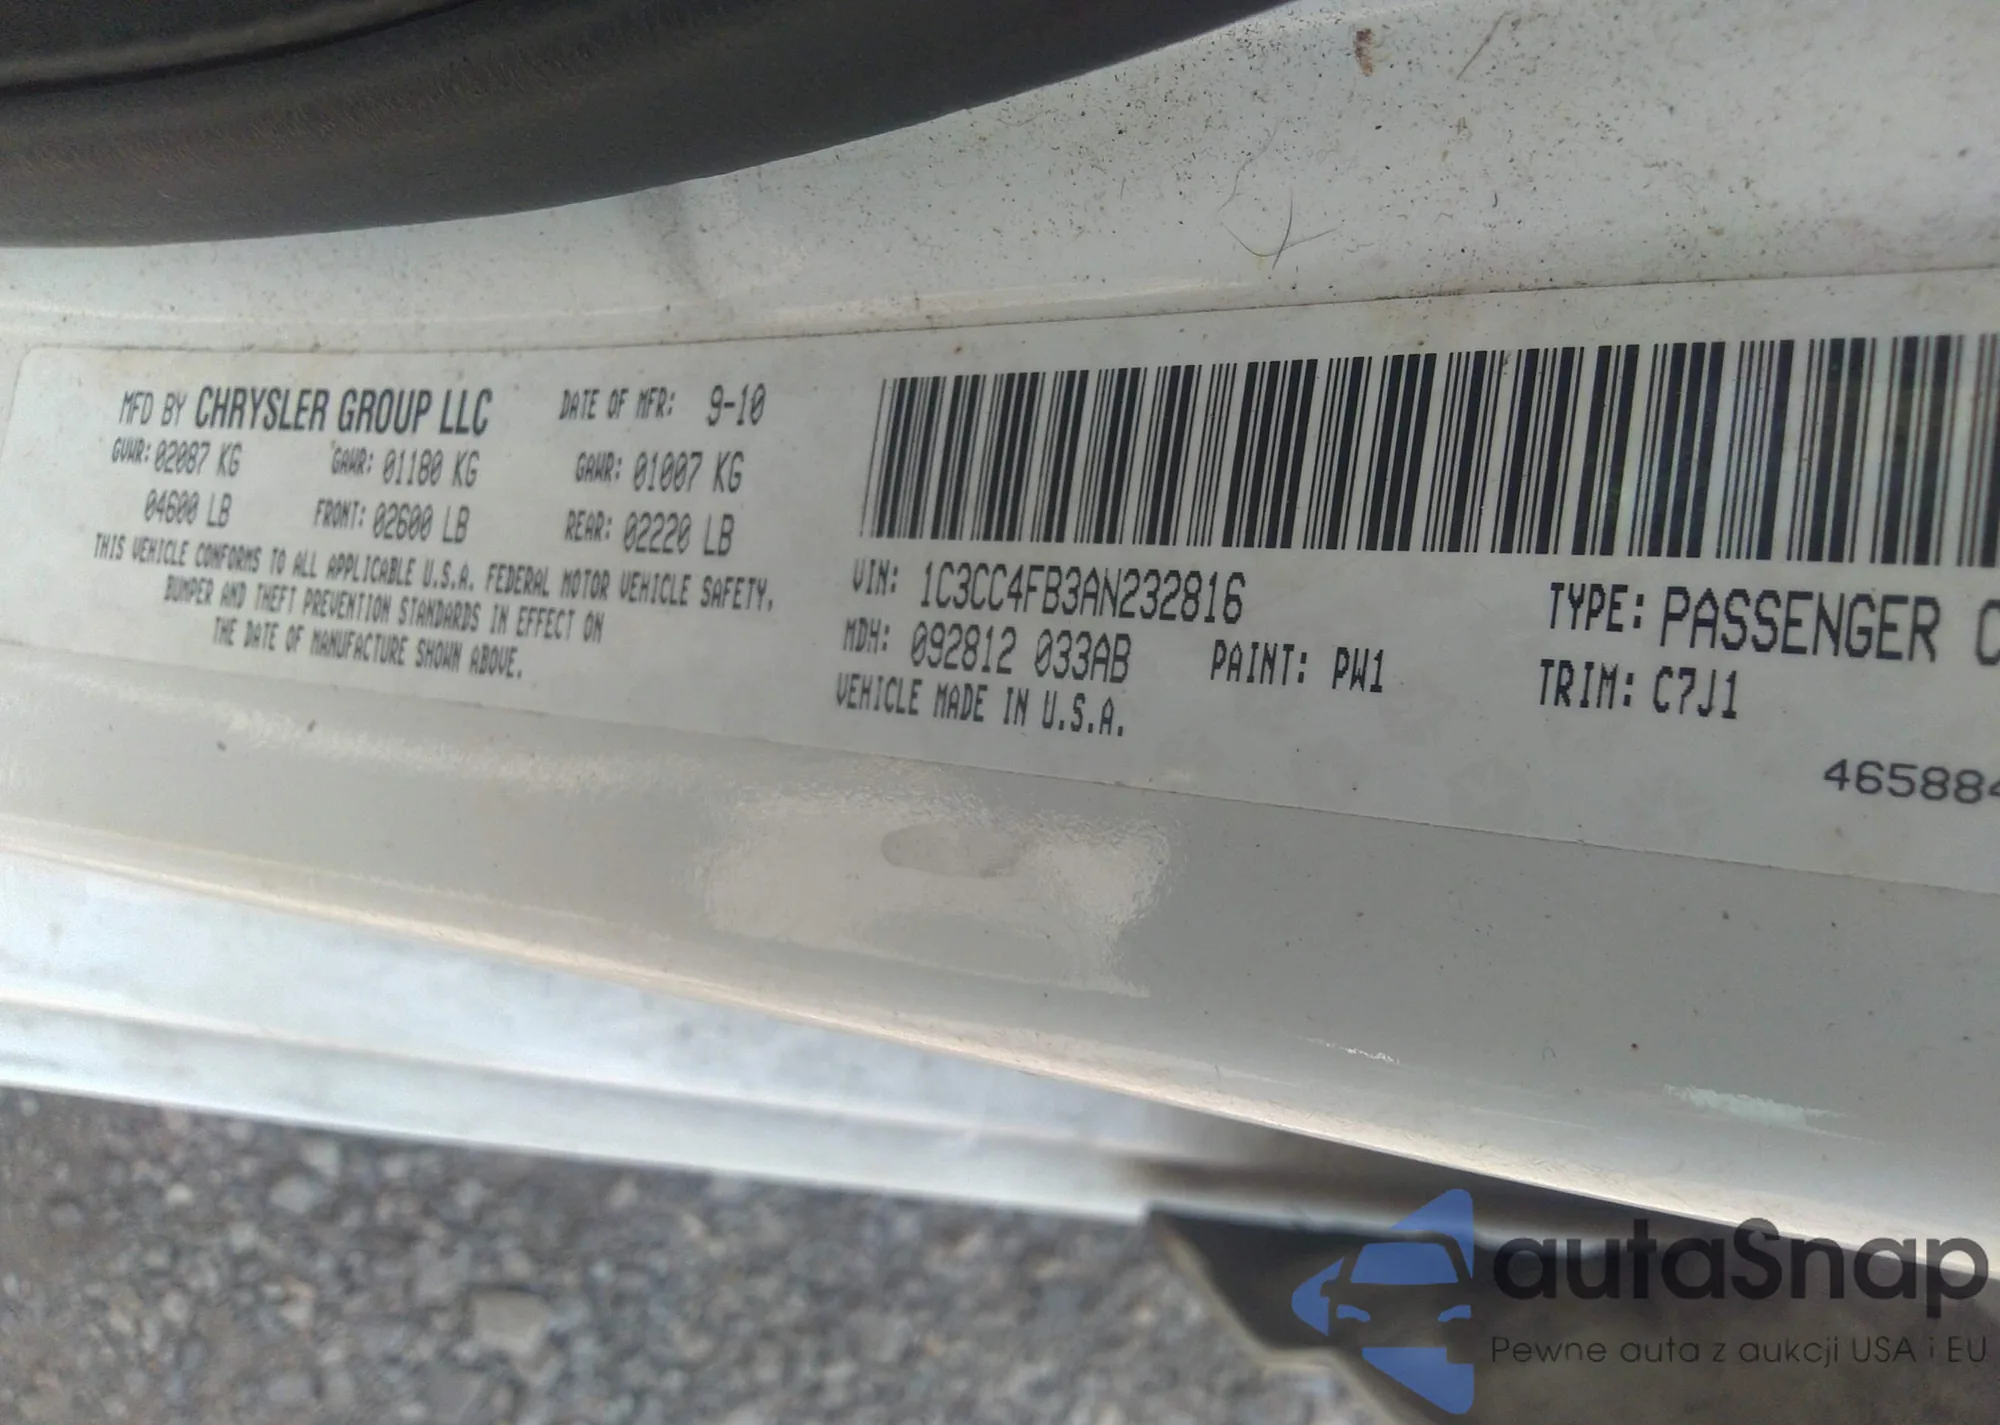 MFD BY CHRYSLER GROUP LLC DATE OF MFR: 9-10
GVWR: 02087 KG GAWR: 01180 KG GAWR: 01007 KG
04600 LB FRONT: 02600 LB REAR: 02220 LB
THIS VEHICLE CONFORMS TO ALL APPLICABLE U.S.A. FEDERAL MOTOR VEHICLE SAFETY,
BUMPER AND THEFT PREVENTION STANDARDS IN EFFECT ON
THE DATE OF MANUFACTURE SHOWN ABOVE.
VIN: 1C3CC4FB3AN232816 TYPE: PASSENGER C
MDH: 092812 033AB PAINT: PW1 TRIM: C7J1
VEHICLE MADE IN U.S.A.
465884
autaSnap
Pewne auta z aukcji USA i EU